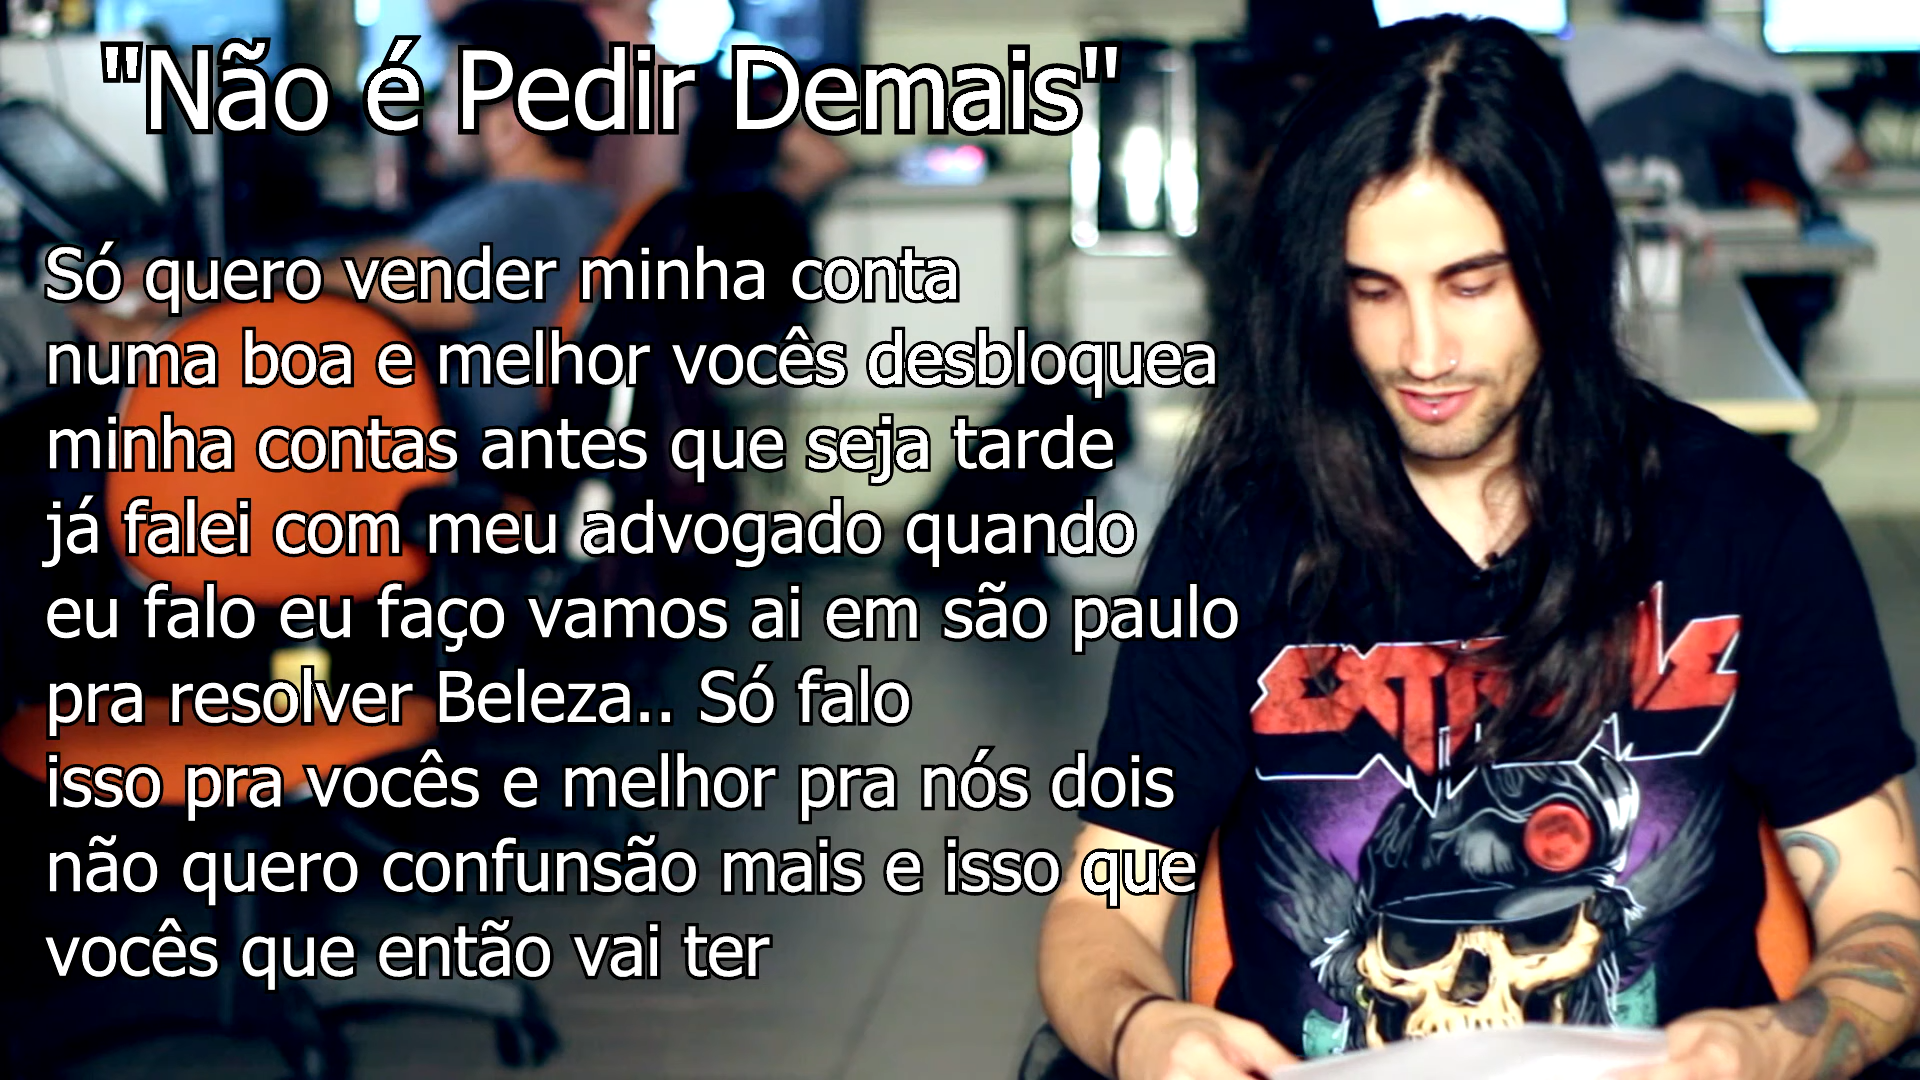 "Não é Pedir Demais"
Só quero vender minha conta
numa boa e melhor vocês desbloquea
minha contas antes que seja tarde
já falei com meu advogado quando
eu falo eu faço vamos ai em são paulo
pra resolver Beleza.. Só falo
isso pra vocês e melhor pra nós dois
não quero confunsão mais e isso que
vocês que então vai ter
EXTREME